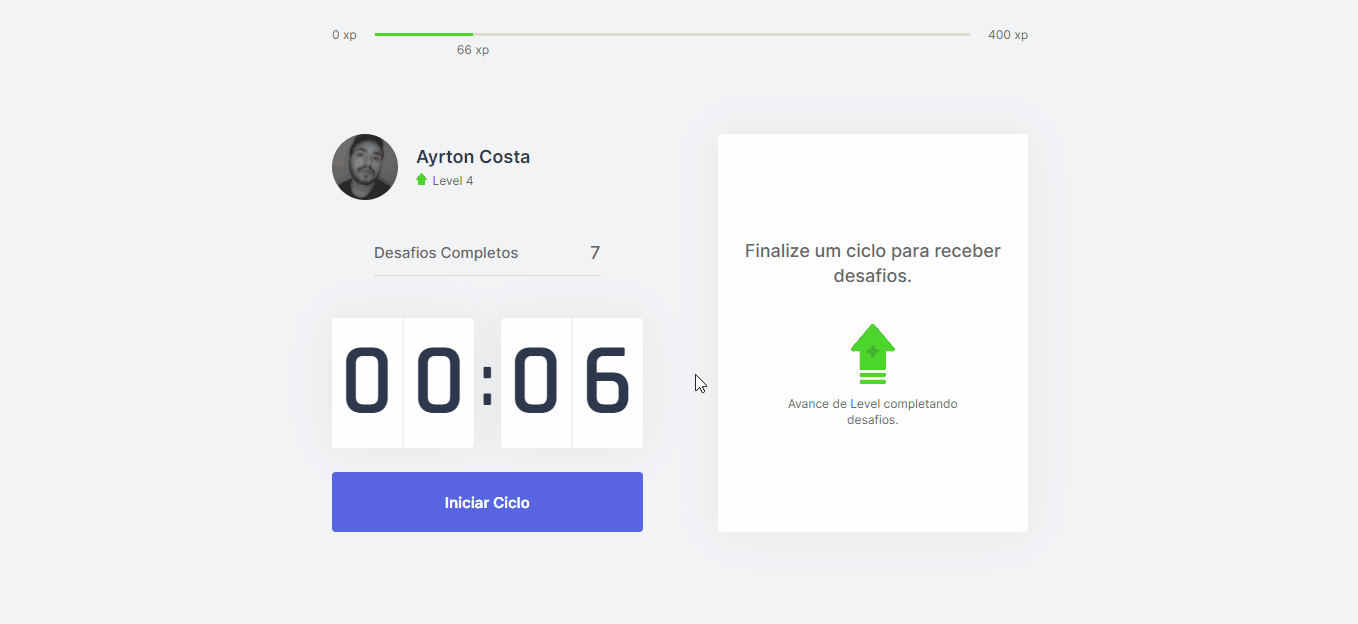 0 xp
400 xp
66 xp
Ayrton Costa
Level 4
Desafios Completos 7
00:06
Iniciar Ciclo
Finalize um ciclo para receber
desafios.
Avance de Level completando
desafios.